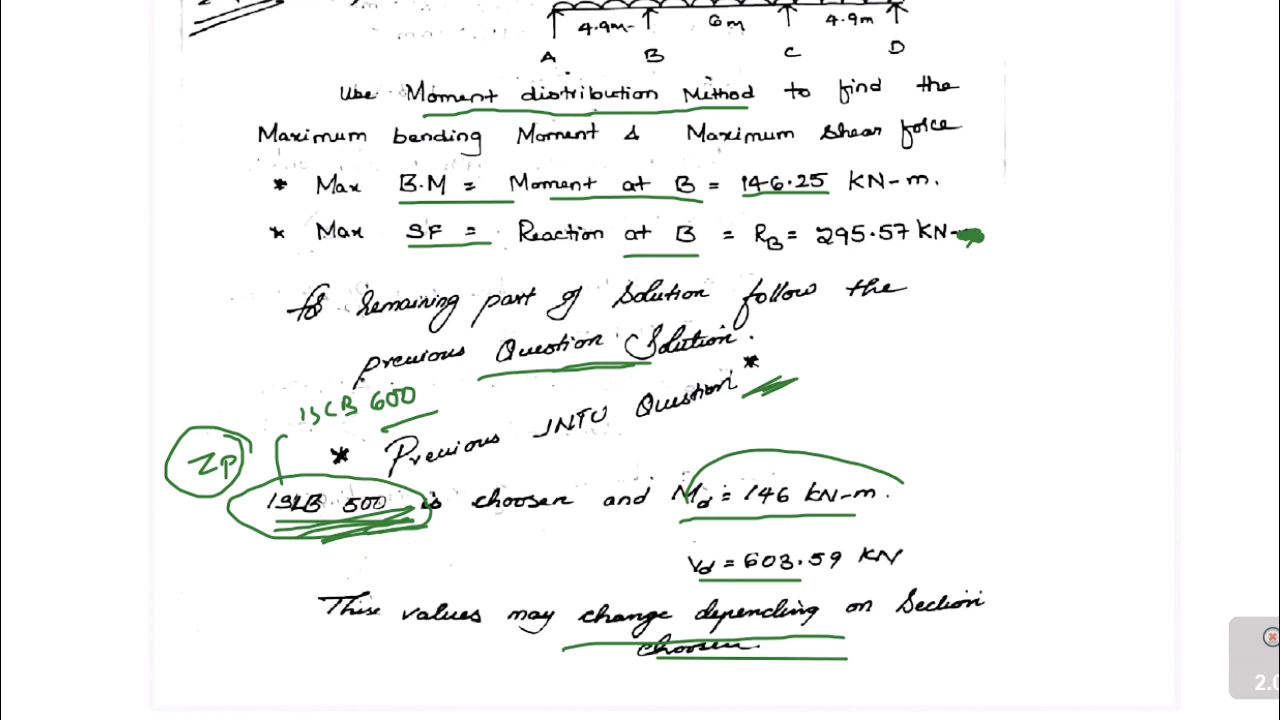 4.9m 6m 4.9m
A B C D
Use Moment distribution Method to find the
Maximum bending Moment & Maximum shear force
* Max B.M = Moment at B = 146.25 KN-m.
* Max SF = Reaction at B = RB = 295.57 KN-
for remaining part of Solution follow the
previous Question Solution.
ISCB 600
* Previous JNTU Question *
ZP
ISLB 500 is choosen and Md = 146 kN-m.
Vd = 603.59 KN
These values may change depending on Section
choosen.
2.0